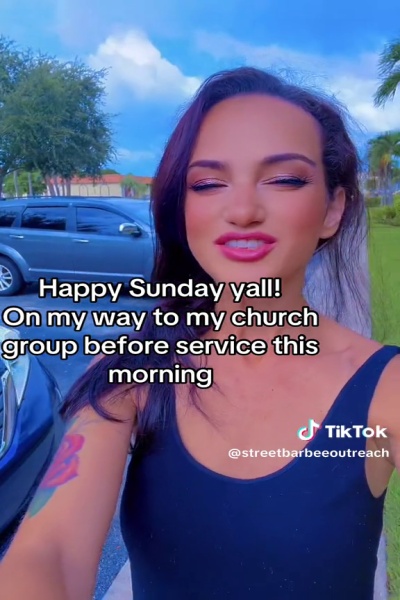 Happy Sunday yall!
On my way to my church
group before service this
morning
TikTok
@streetbarbeeoutreach